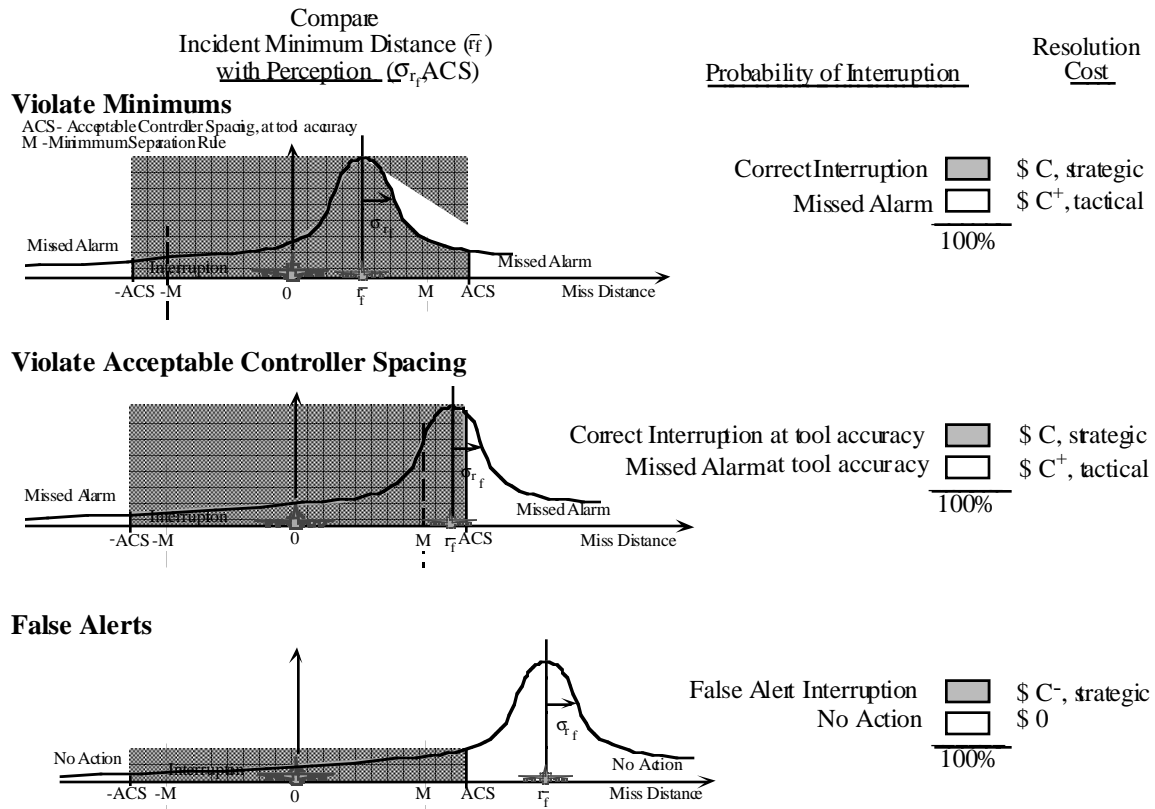 Compare
Incident Minimum Distance (r̄f)
with Perception (σrf, ACS)
Probability of Interruption
Resolution
Cost
Violate Minimums
ACS - Acceptable Controller Spacing, at tool accuracy
M - Minimmum Separation Rule
Correct Interruption
$ C, strategic
Missed Alarm
$ C+, tactical
100%
σrf
Missed Alarm
Interrupton
Missed Alarm
-ACS -M 0 r̄f M ACS Miss Distance
Violate Acceptable Controller Spacing
Correct Interruption at tool accuracy
$ C, strategic
Missed Alarm at tool accuracy
$ C+, tactical
100%
σrf
Missed Alarm
Interruption
Missed Alarm
-ACS -M 0 M r̄f ACS Miss Distance
False Alerts
False Alert Interruption
$ C-, strategic
No Action
$ 0
100%
σrf
No Action
Interruption
No Action
-ACS -M 0 M ACS r̄f Miss Distance